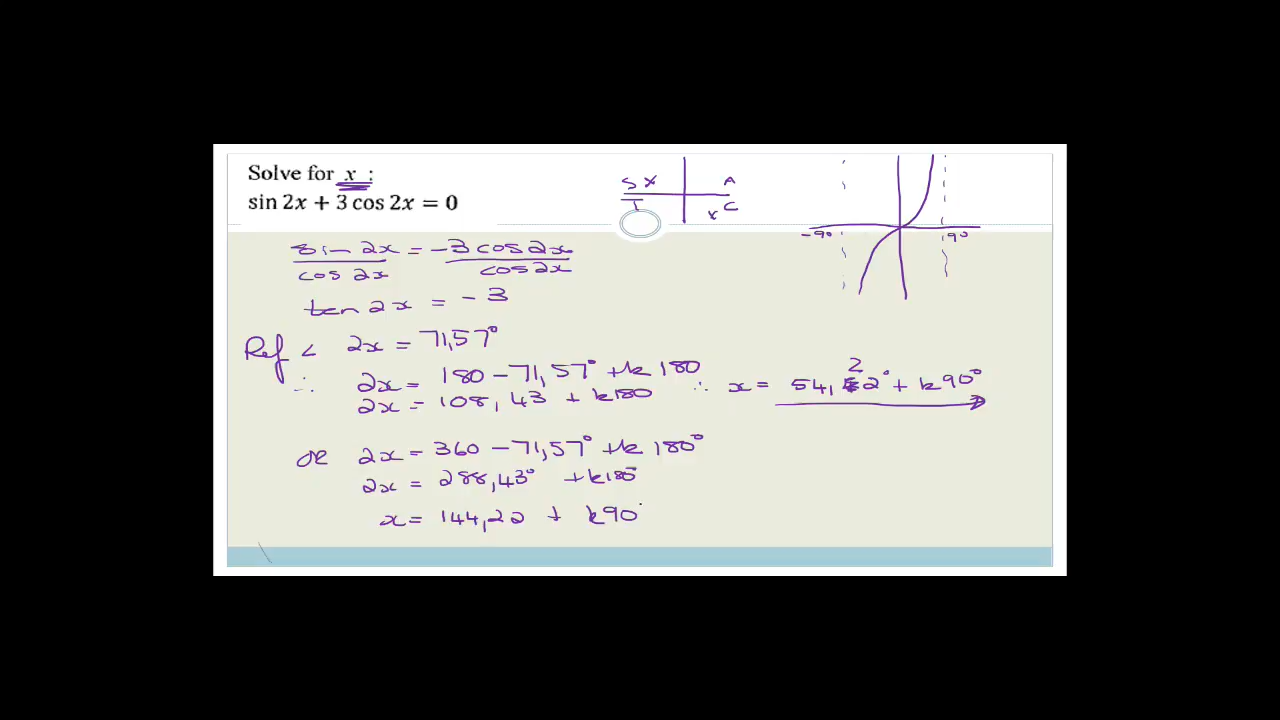 Solve for x :
sin 2x + 3 cos 2x = 0
S x A
T x C
-90 90
sin 2x = -3 cos 2x
cos 2x cos 2x
tan 2x = -3
Ref < 2x = 71,57°
∴ 2x = 180 - 71,57° + k 180
2x = 108,43 + k180
∴ x = 54,22° + k90°
or 2x = 360 - 71,57° + k 180°
2x = 288,43° + k180°
x = 144,22 + k90°